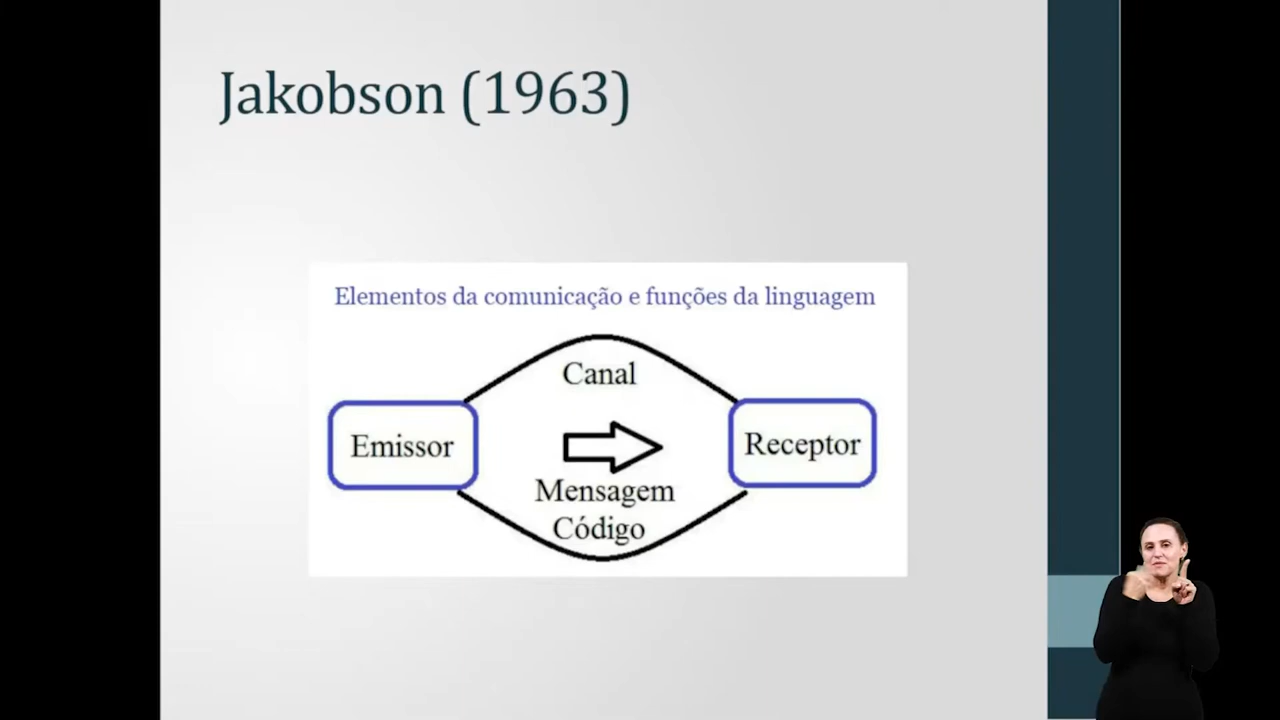 Jakobson (1963)
Elementos da comunicação e funções da linguagem
Canal
Emissor
Receptor
Mensagem
Código